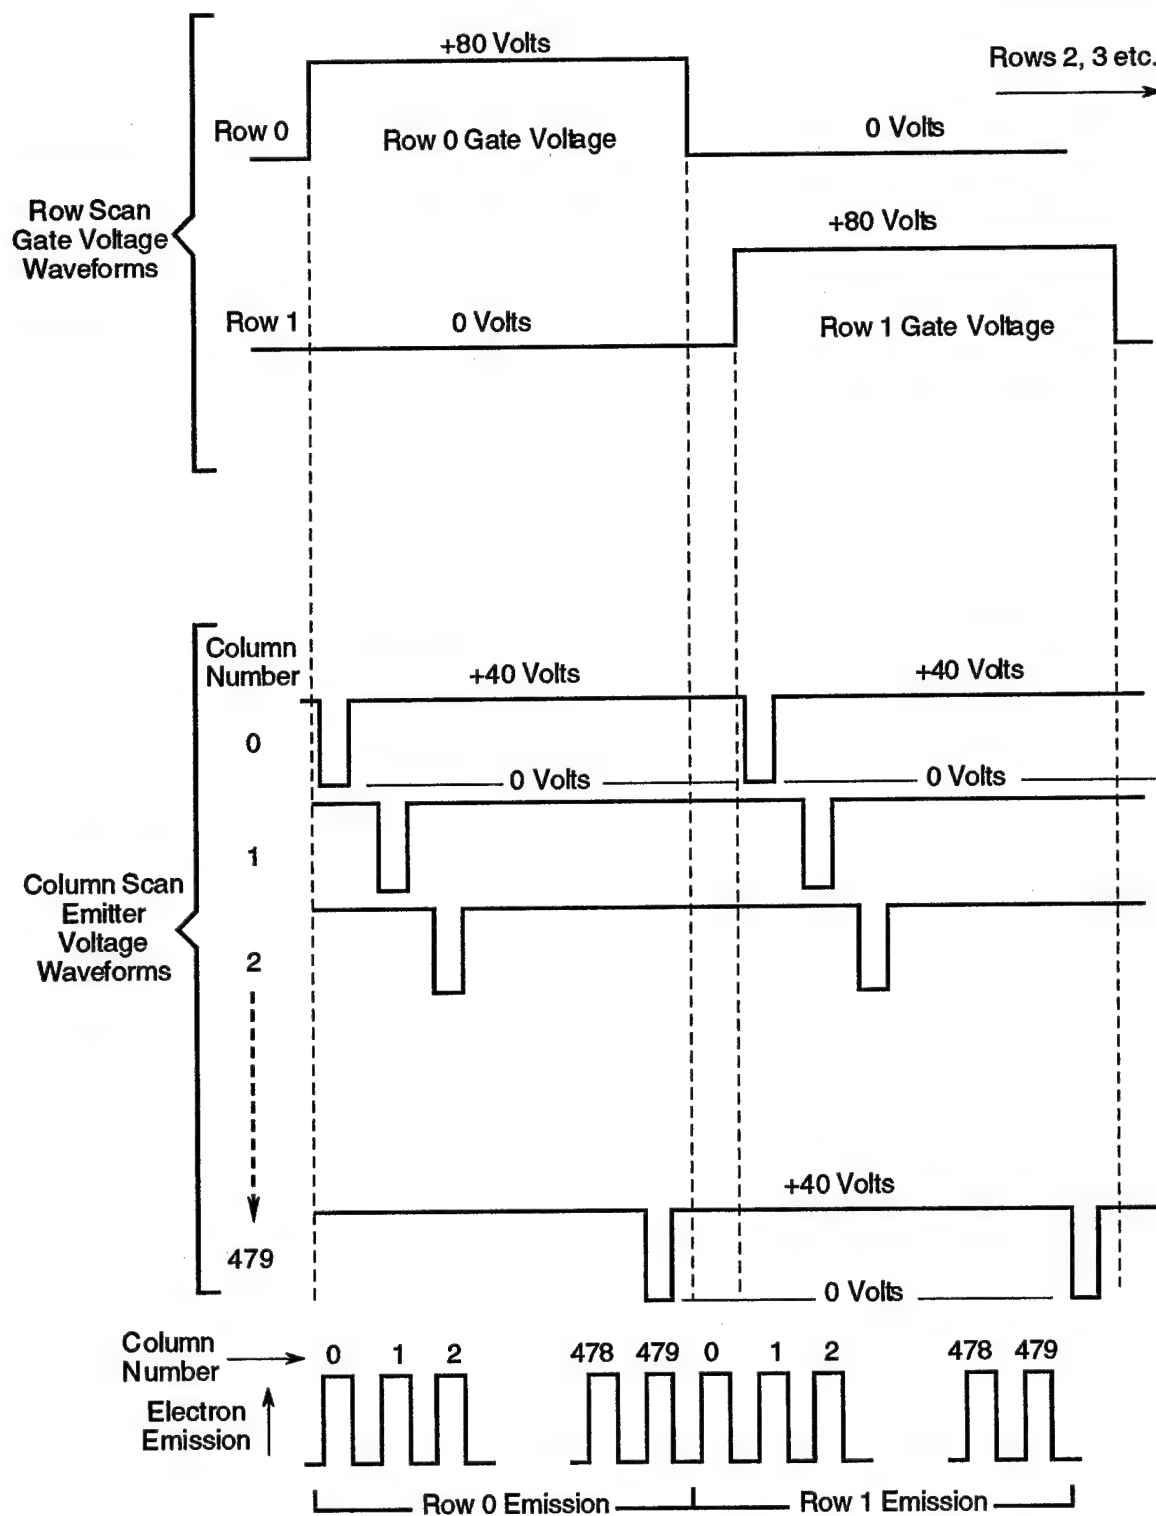 +80 Volts
Rows 2, 3 etc.
Row 0
Row 0 Gate Voltage
0 Volts
Row Scan
Gate Voltage
Waveforms
+80 Volts
Row 1
0 Volts
Row 1 Gate Voltage
Column
Number
+40 Volts
+40 Volts
0
0 Volts
0 Volts
1
Column Scan
Emitter
Voltage
Waveforms
2
+40 Volts
479
0 Volts
Column
Number
0 1 2 478 479 0 1 2 478 479
Electron
Emission
Row 0 Emission
Row 1 Emission